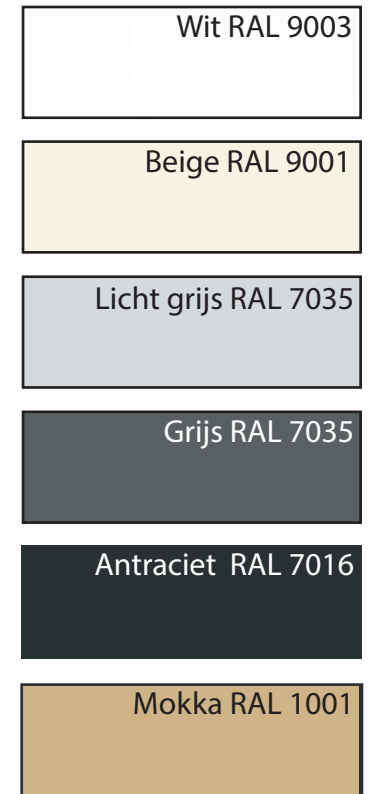 Wit RAL 9003
Beige RAL 9001
Licht grijs RAL 7035
Grijs RAL 7035
Antraciet  RAL 7016
Mokka RAL 1001